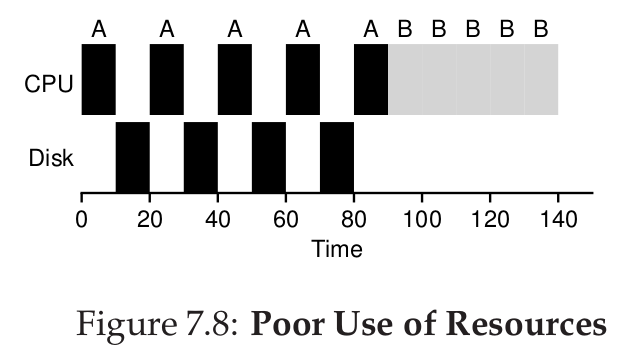 A A A A A B B B B B
CPU
Disk
0 20 40 60 80 100 120 140
Time
Figure 7.8: Poor Use of Resources